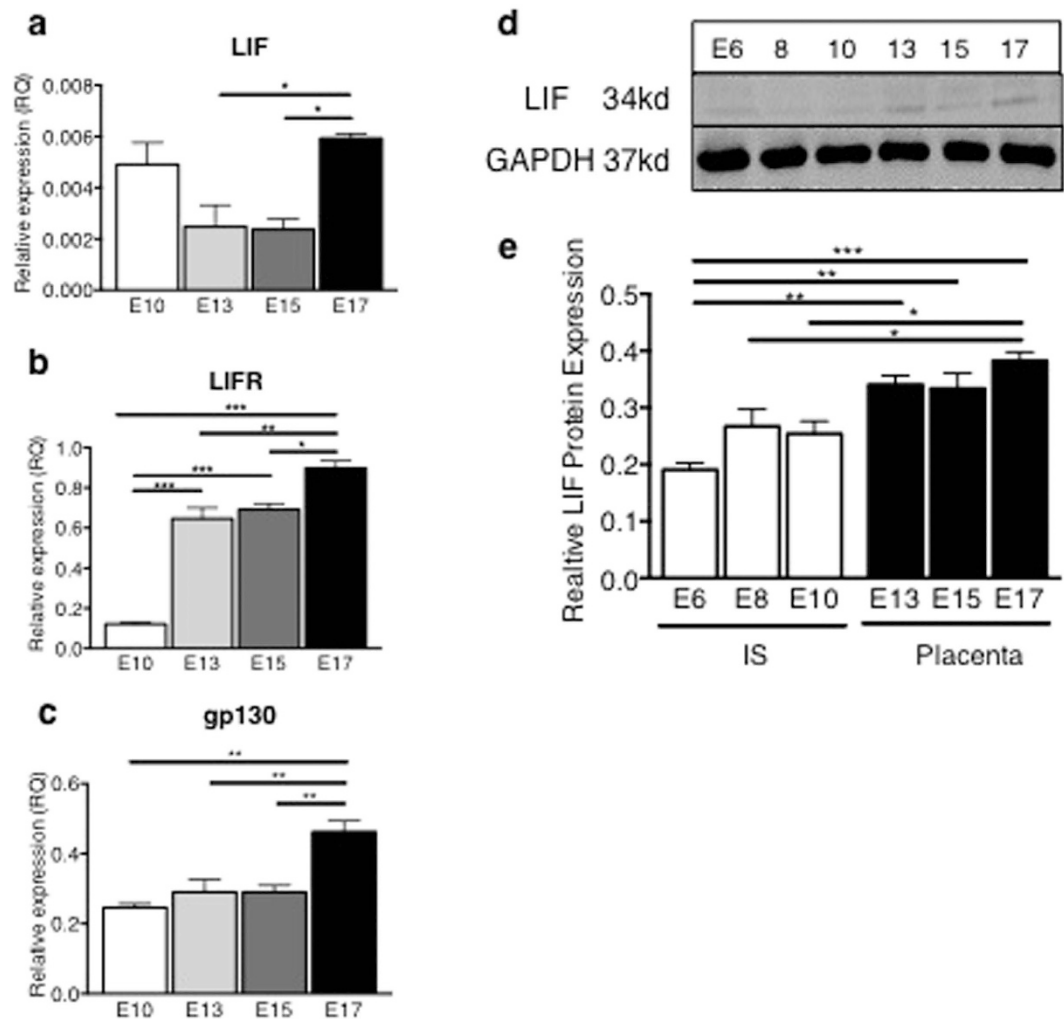 a
LIF
*
*
Relative expression (RQ)
0.008
0.006
0.004
0.002
0.000
E10 E13 E15 E17
b
LIFR
***
**
*
***
***
Relative expression (RQ)
1.0
0.8
0.6
0.4
0.2
0.0
E10 E13 E15 E17
c
gp130
**
**
**
Relative expression (RQ)
0.6
0.4
0.2
0.0
E10 E13 E15 E17
d
E6 8 10 13 15 17
LIF 34kd
GAPDH 37kd
e
***
**
**
*
*
Realtive LIF Protein Expression
0.5
0.4
0.3
0.2
0.1
0.0
E6 E8 E10 E13 E15 E17
IS Placenta